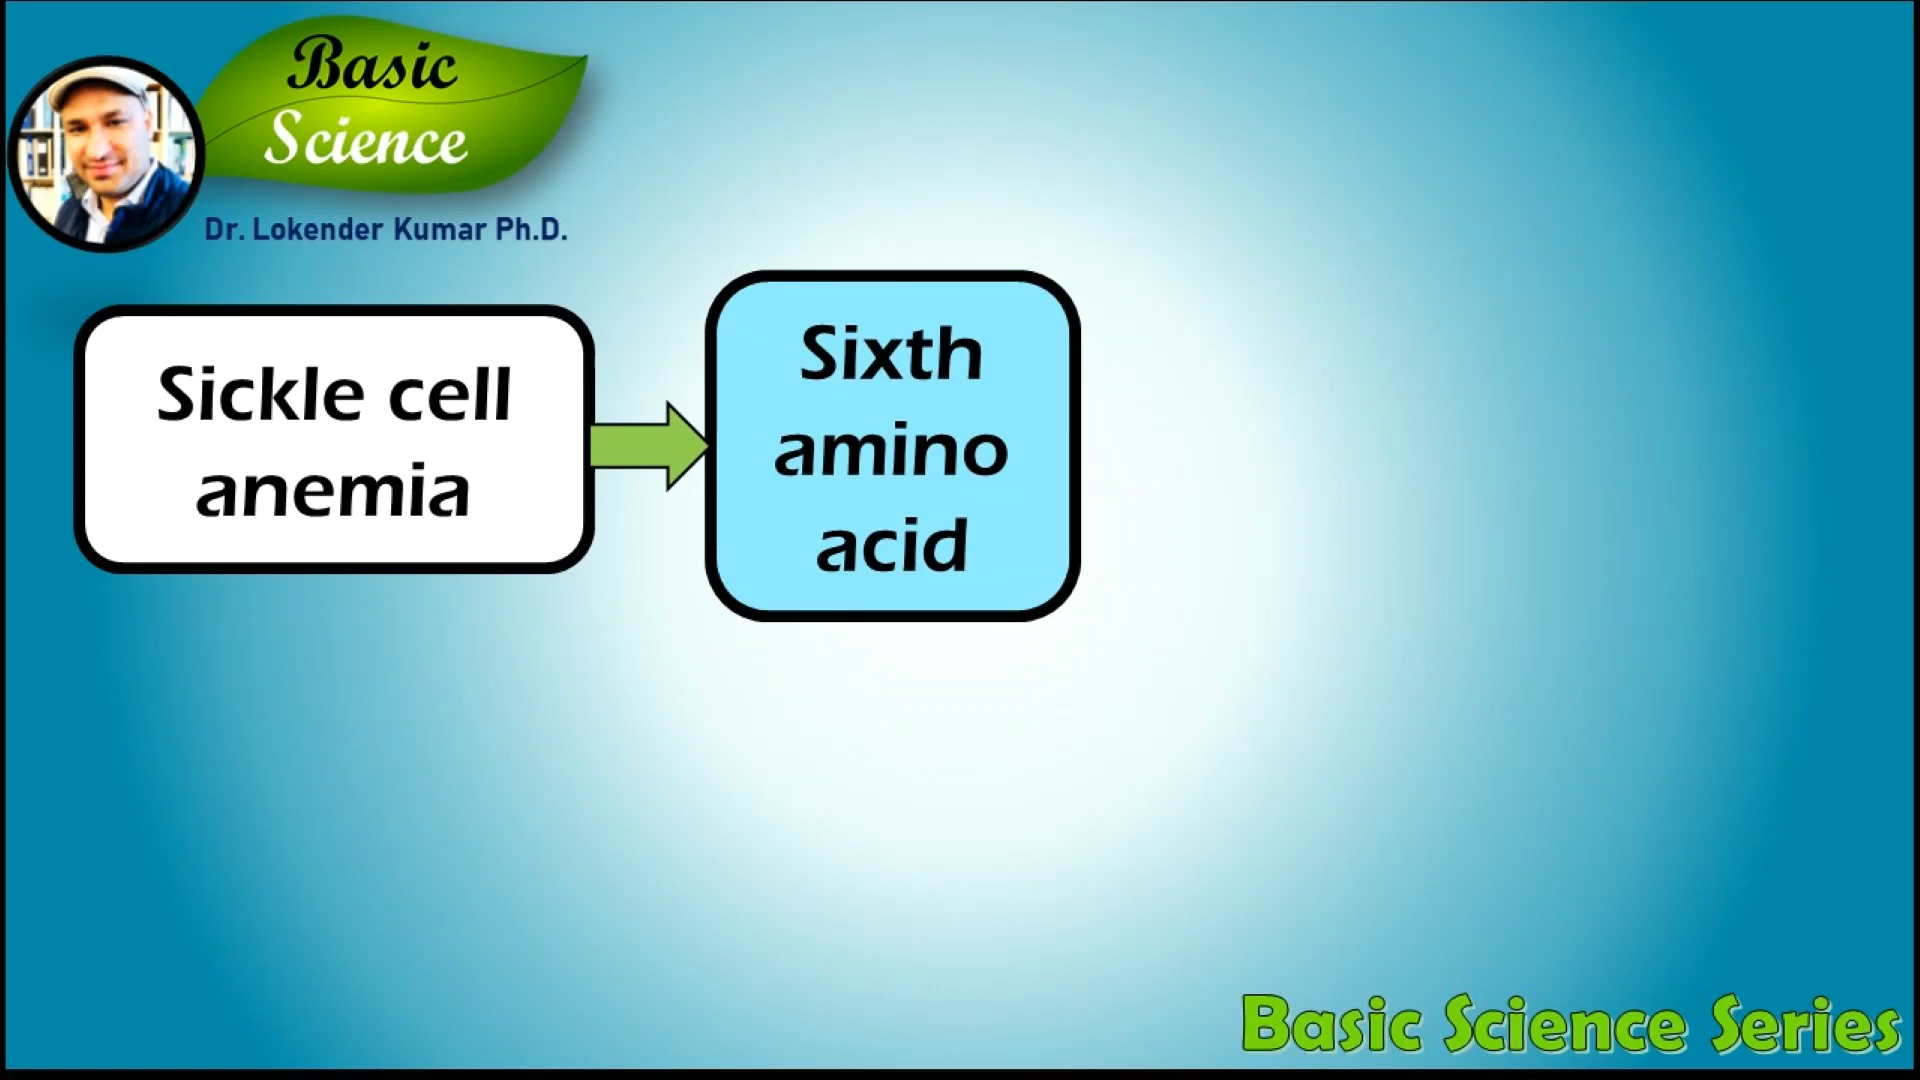 Basic
Science
Dr. Lokender Kumar Ph.D.
Sickle cell
anemia
Sixth
amino
acid
Basic Science Series